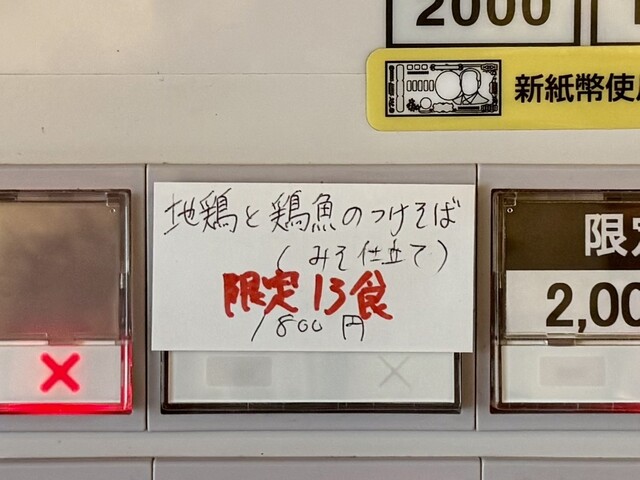 2000
新紙幣使
地鶏と鶏魚のつけそば
(みそ仕立て)
限定15食
1800円
限定
2,00
×
×